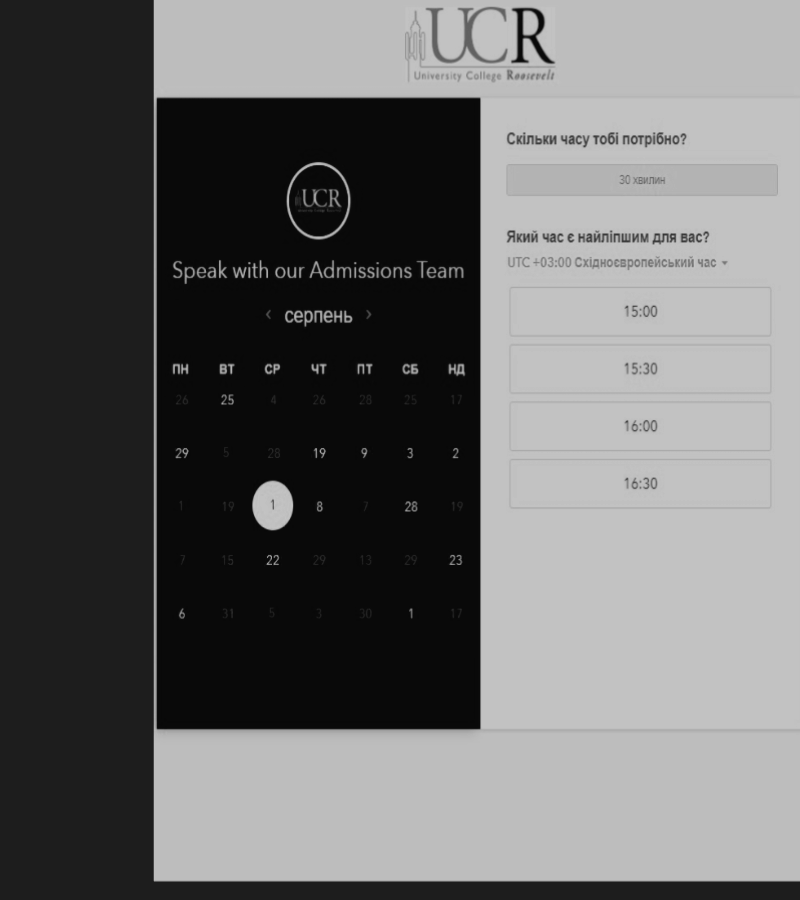 UCR
University College Roosevelt
UCR
Speak with our Admissions Team
‹ серпень ›
ПН ВТ СР ЧТ ПТ СБ НД
26 25 4 26 28 25 17
29 5 28 19 9 3 2
1 19 1 8 7 28 19
7 15 22 29 13 29 23
6 31 5 3 30 1 17
Скільки часу тобі потрібно?
30 хвилин
Який час є найліпшим для вас?
UTC +03:00 Східноєвропейський час
15:00
15:30
16:00
16:30